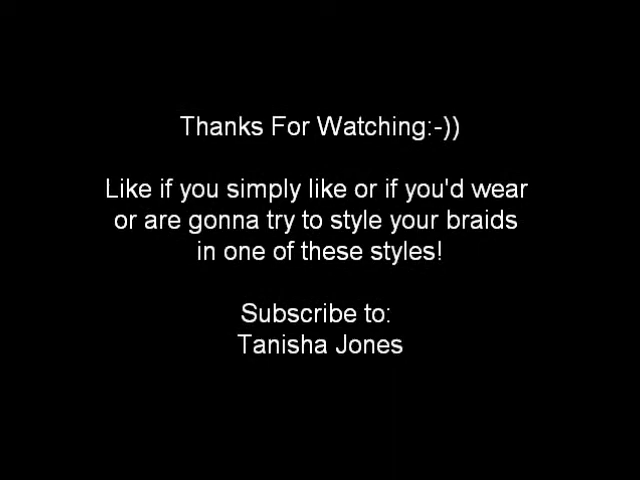 Thanks For Watching:-))
Like if you simply like or if you'd wear
or are gonna try to style your braids
in one of these styles!
Subscribe to:
Tanisha Jones